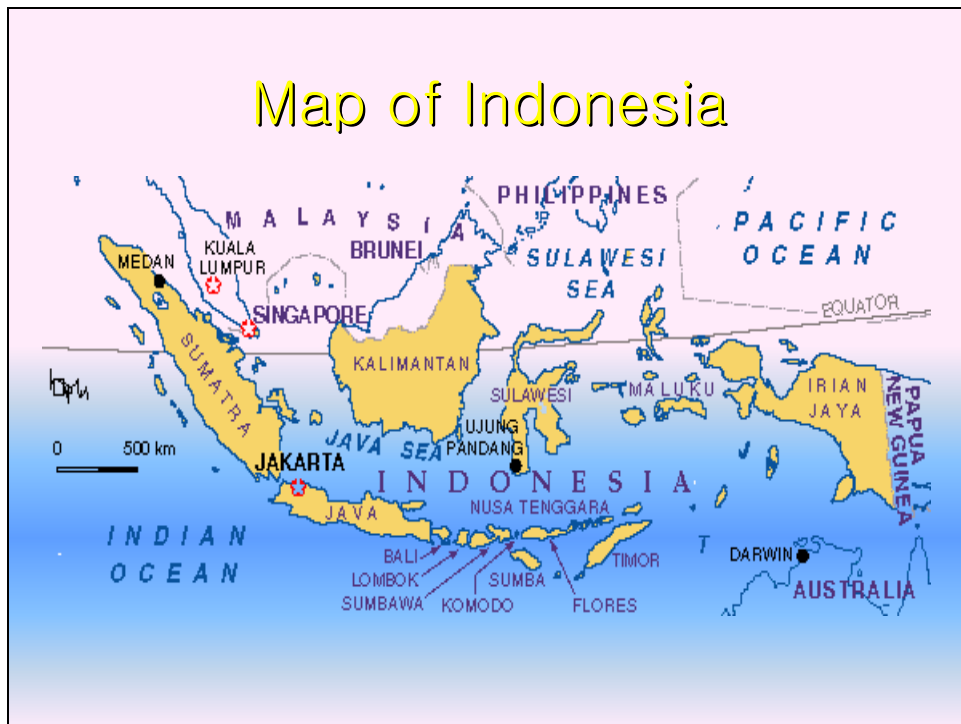 Map of Indonesia
PHILIPPINES
MALAYSIA
PACIFIC
OCEAN
BRUNEI
KUALA
LUMPUR
MEDAN
SULAWESI
SEA
SINGAPORE
EQUATOR
SUMATRA
KALIMANTAN
SULAWESI
MALUKU
IRIAN
JAYA
PAPUA
NEW GUINEA
0 500 km
JAVA SEA
UJUNG
PANDANG
JAKARTA
INDONESIA
JAVA
NUSA TENGGARA
INDIAN
OCEAN
BALI
LOMBOK
SUMBAWA
KOMODO
SUMBA
FLORES
TIMOR
T
DARWIN
AUSTRALIA